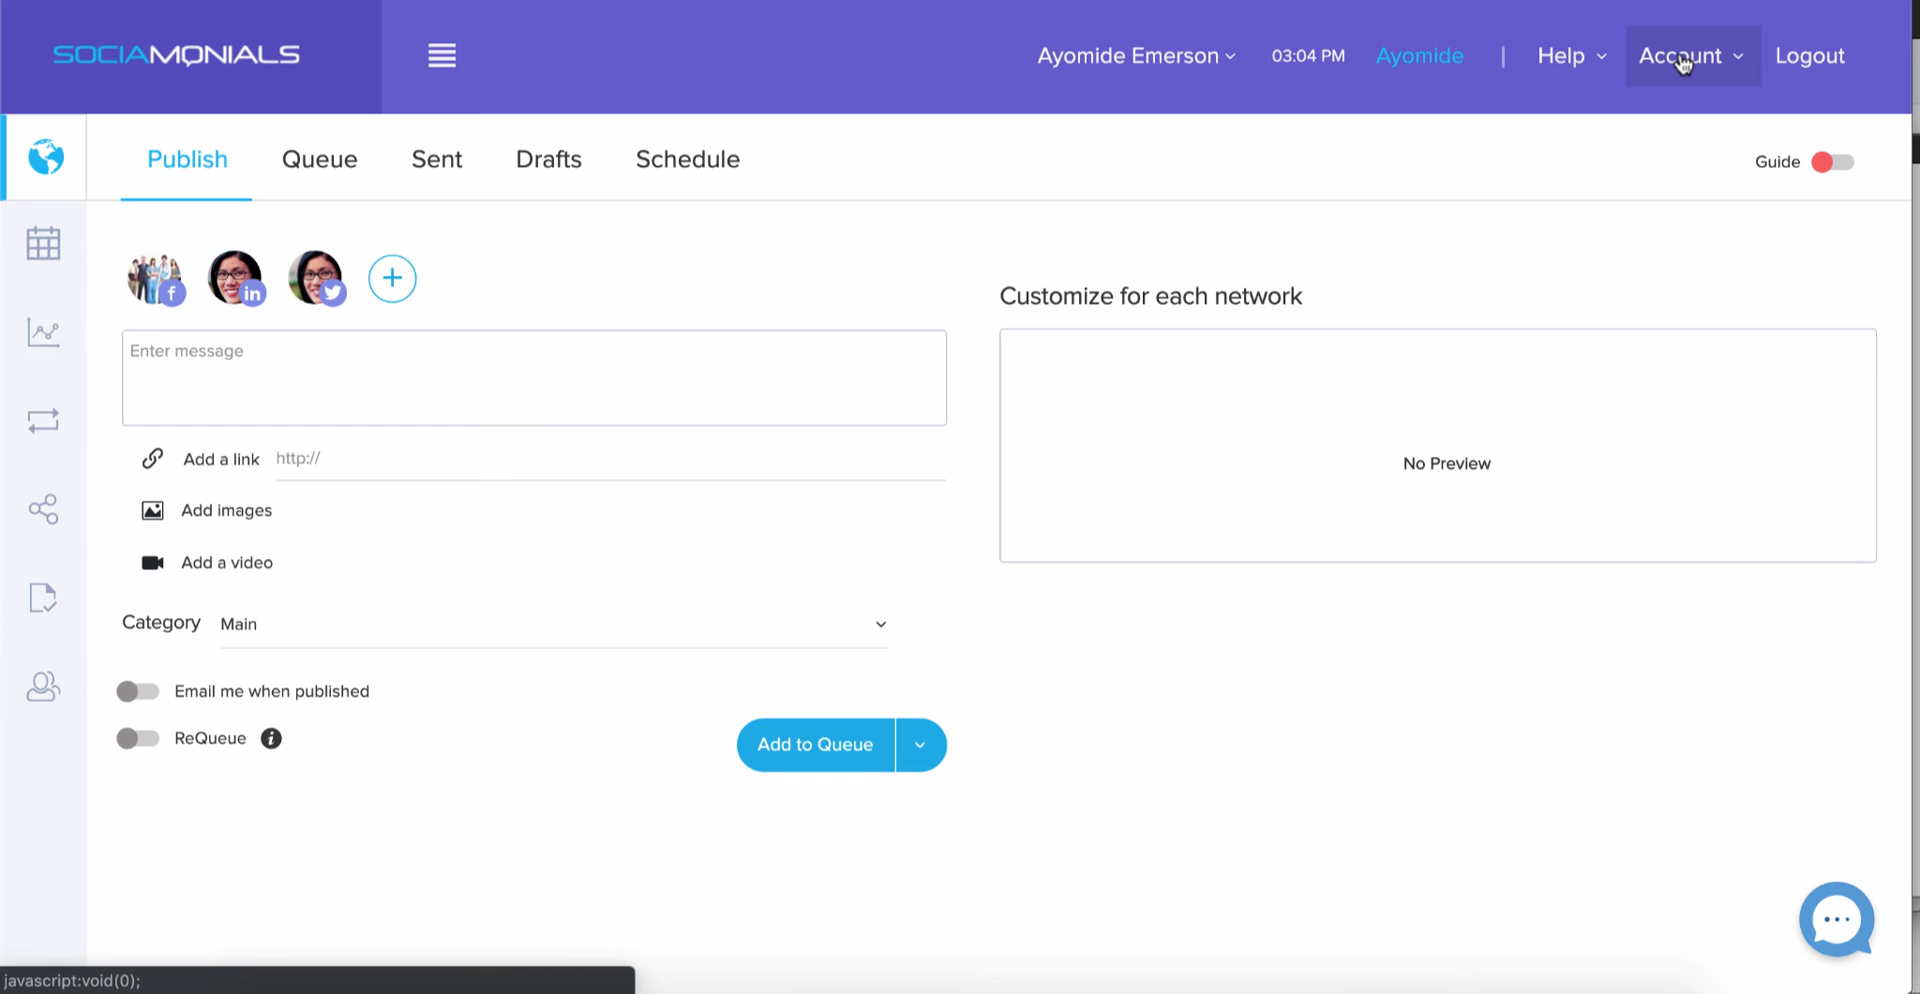 SOCIAMONIALS
Ayomide Emerson 03:04 PM Ayomide | Help Account Logout
Publish Queue Sent Drafts Schedule Guide
f in
Customize for each network
Enter message
No Preview
Add a link http://
Add images
Add a video
Category Main
Email me when published
ReQueue i
Add to Queue
javascript:void(0);